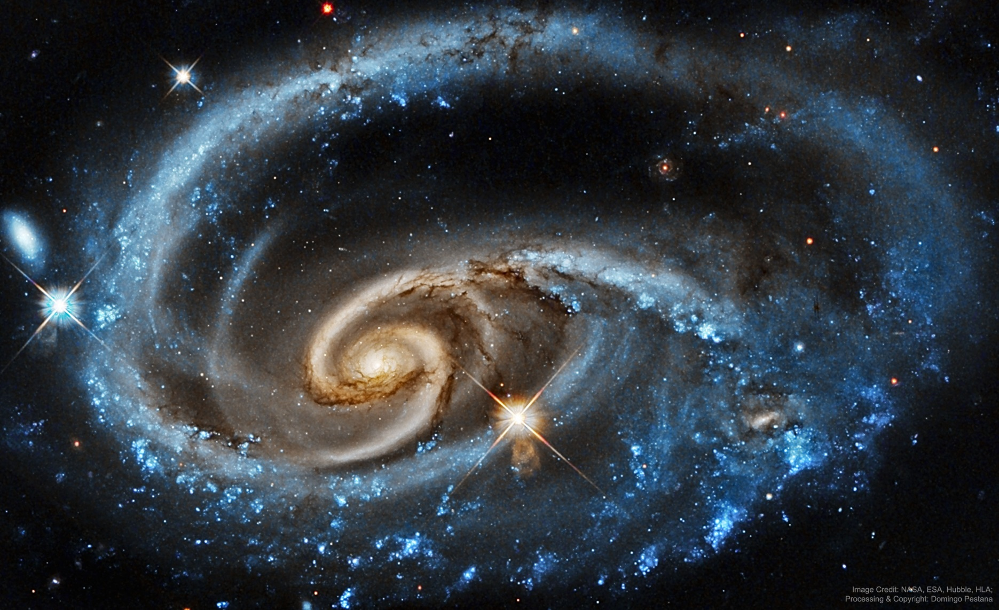 Image Credit: NASA, ESA, Hubble, HLA;
Processing & Copyright: Domingo Pestana